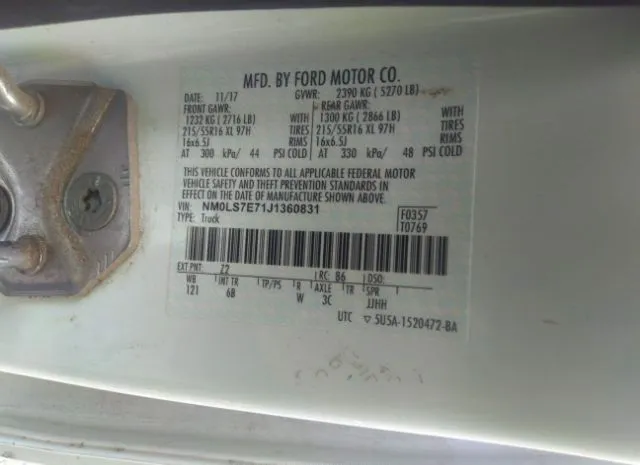 MFD. BY FORD MOTOR CO.
DATE: 11/17 GVWR: 2390 KG ( 5270 LB)
FRONT GAWR: REAR GAWR:
1232 KG ( 2716 LB) WITH 1300 KG ( 2866 LB) WITH
215/55R16 XL 97H TIRES 215/55R16 XL 97H TIRES
16x6.5J RIMS 16x6.5J RIMS
AT 300 kPa/ 44 PSI COLD AT 330 kPa/ 48 PSI COLD
THIS VEHICLE CONFORMS TO ALL APPLICABLE FEDERAL MOTOR
VEHICLE SAFETY AND THEFT PREVENTION STANDARDS IN
EFFECT ON THE DATE OF MANUFACTURE SHOWN ABOVE.
VIN: NM0LS7E71J1360831 F0357
TYPE: Truck T0769
EXT PNT: Z2 RC: B6 DSO:
WB INT TR TP/PS R AXLE TR SPR
121 6B W 3C JJHH
UTC ▽ 5U5A-1520472-BA